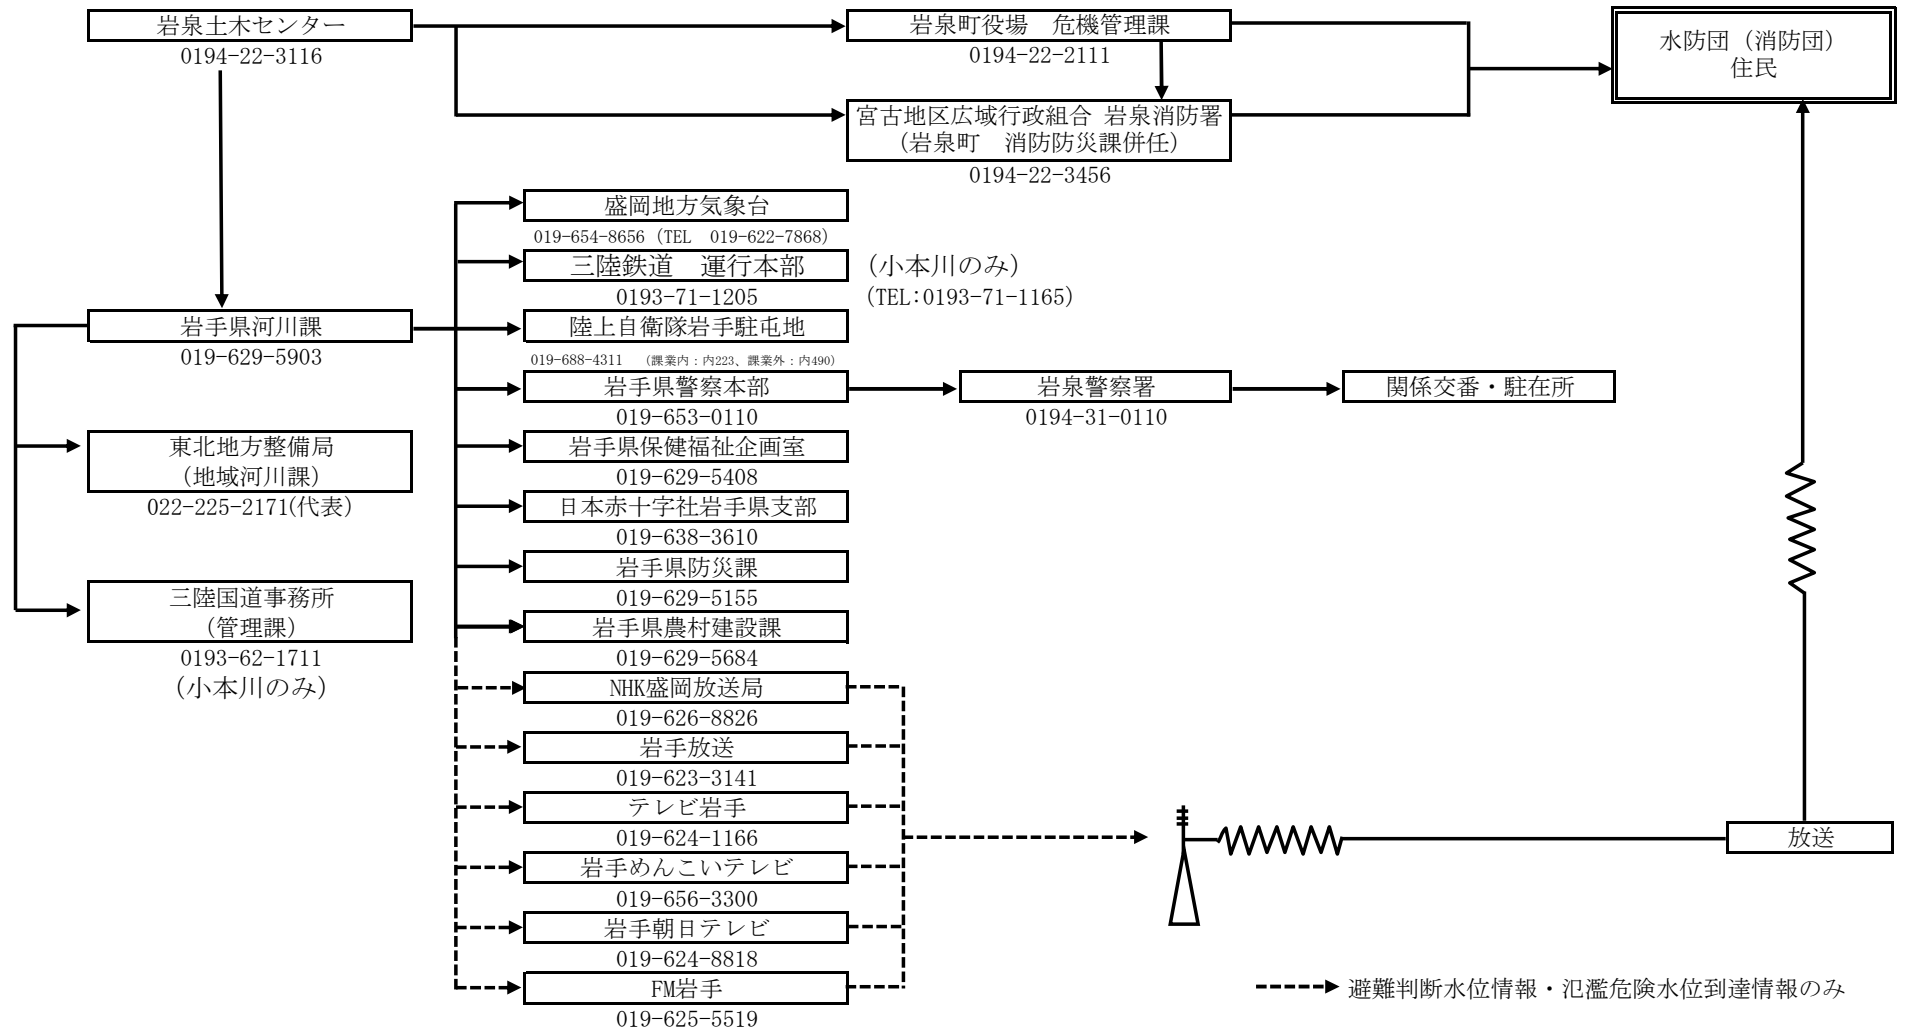 岩泉土木センター
0194-22-3116
岩泉町役場　危機管理課
0194-22-2111
水防団（消防団）
住民
宮古地区広域行政組合 岩泉消防署
（岩泉町　消防防災課併任）
0194-22-3456
盛岡地方気象台
019-654-8656（TEL　019-622-7868）
三陸鉄道　運行本部
（小本川のみ）
0193-71-1205
（TEL:0193-71-1165）
岩手県河川課
019-629-5903
陸上自衛隊岩手駐屯地
019-688-4311　（課業内：内223、課業外：内490）
岩手県警察本部
019-653-0110
岩泉警察署
0194-31-0110
関係交番・駐在所
東北地方整備局
（地域河川課）
022-225-2171(代表）
岩手県保健福祉企画室
019-629-5408
日本赤十字社岩手県支部
019-638-3610
岩手県防災課
019-629-5155
三陸国道事務所
（管理課）
0193-62-1711
（小本川のみ）
岩手県農村建設課
019-629-5684
NHK盛岡放送局
019-626-8826
岩手放送
019-623-3141
テレビ岩手
019-624-1166
岩手めんこいテレビ
019-656-3300
岩手朝日テレビ
019-624-8818
FM岩手
019-625-5519
放送
避難判断水位情報・氾濫危険水位到達情報のみ